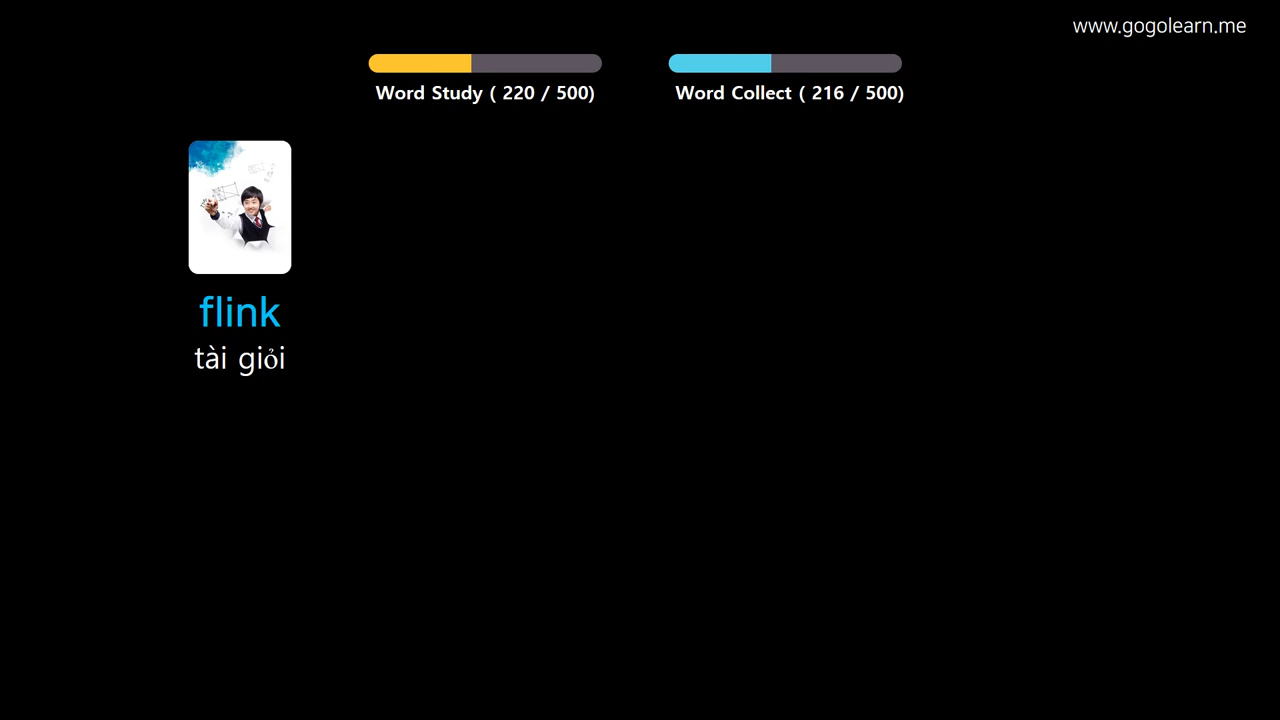 www.gogolearn.me
Word Study ( 220 / 500)
Word Collect ( 216 / 500)
flink
tài giỏi